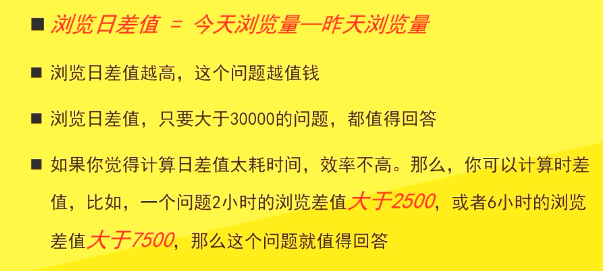 ■ 浏览日差值 = 今天浏览量—昨天浏览量
■ 浏览日差值越高，这个问题越值钱
■ 浏览日差值，只要大于30000的问题，都值得回答
■ 如果你觉得计算日差值太耗时间，效率不高。那么，你可以计算时差
值，比如，一个问题2小时的浏览差值大于2500，或者6小时的浏览
差值大于7500，那么这个问题就值得回答